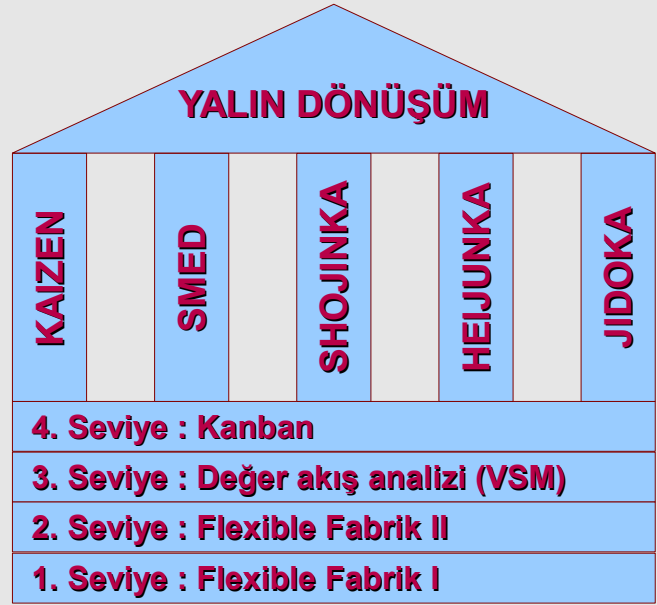 YALIN DÖNÜŞÜM
KAIZEN
SMED
SHOJINKA
HEIJUNKA
JIDOKA
4. Seviye : Kanban
3. Seviye : Değer akış analizi (VSM)
2. Seviye : Flexible Fabrik II
1. Seviye : Flexible Fabrik I